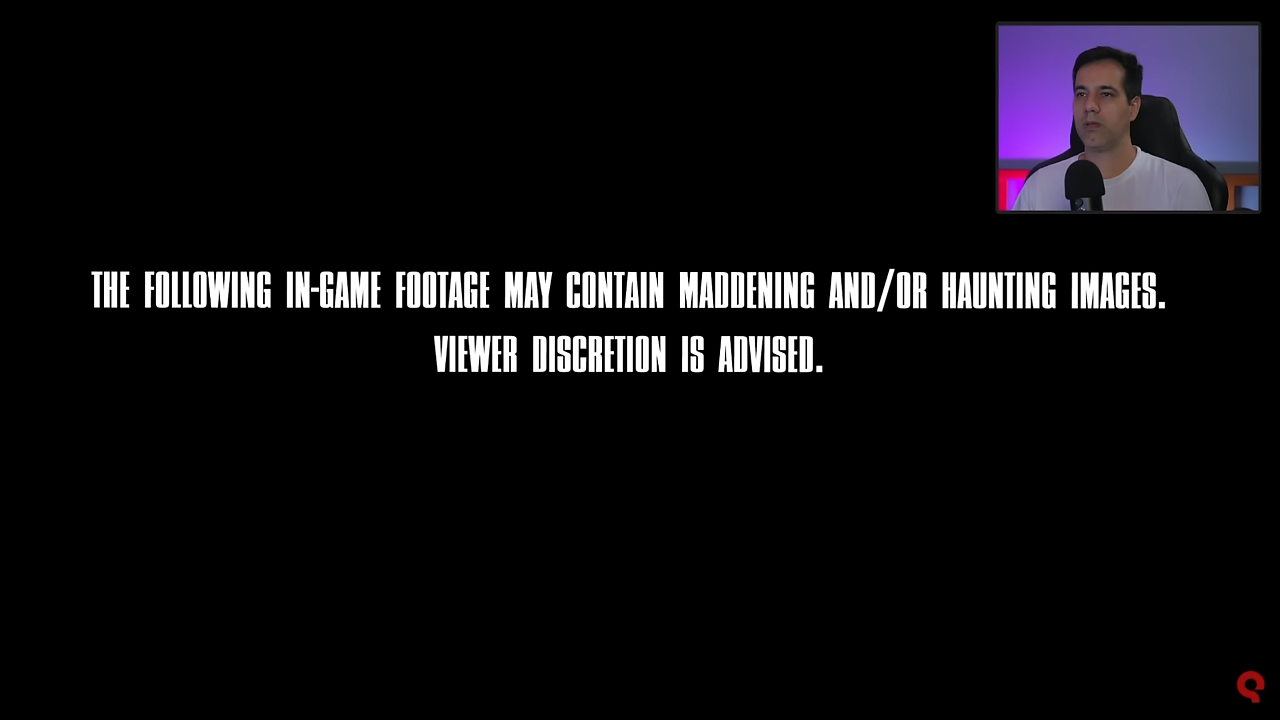 THE FOLLOWING IN-GAME FOOTAGE MAY CONTAIN MADDENING AND/OR HAUNTING IMAGES.
VIEWER DISCRETION IS ADVISED.